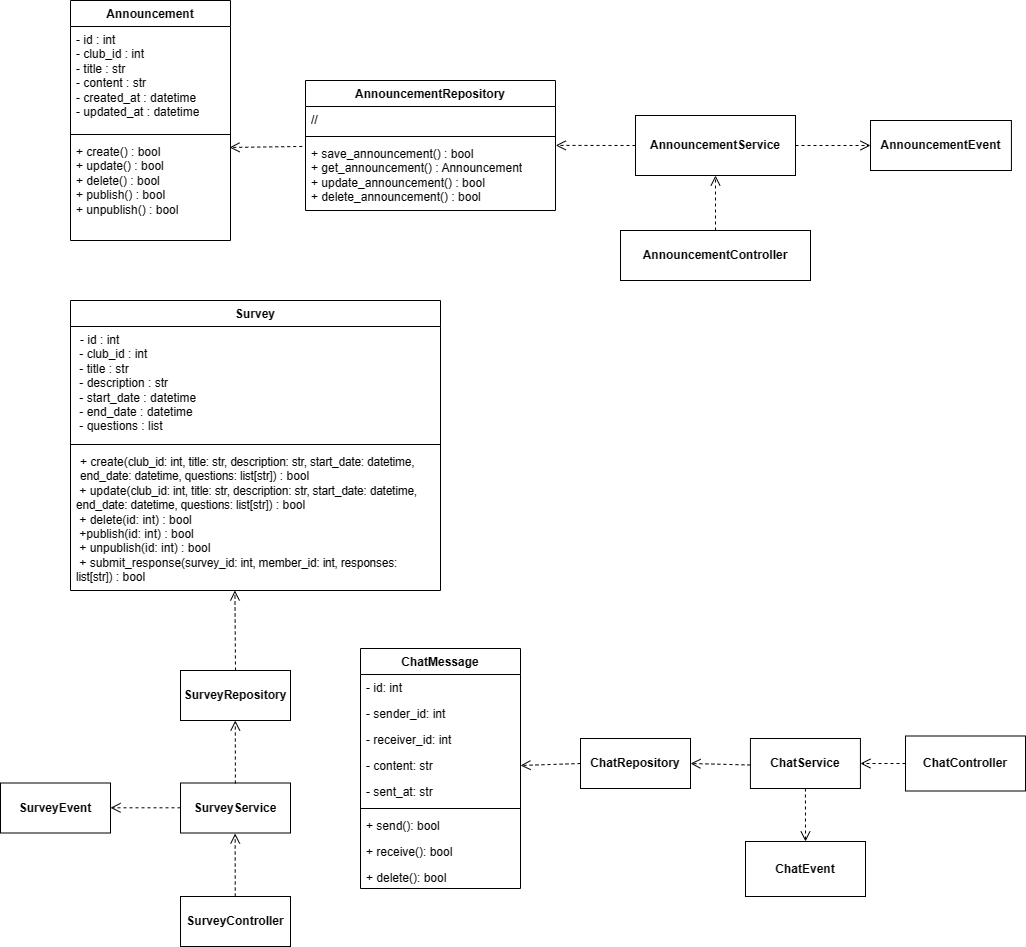 Announcement
- id : int
- club_id : int
- title : str
- content : str
- created_at : datetime
- updated_at : datetime
+ create() : bool
+ update() : bool
+ delete() : bool
+ publish() : bool
+ unpublish() : bool
AnnouncementRepository
//
+ save_announcement() : bool
+ get_announcement() : Announcement
+ update_announcement() : bool
+ delete_announcement() : bool
AnnouncementService
AnnouncementEvent
AnnouncementController
Survey
- id : int
- club_id : int
- title : str
- description : str
- start_date : datetime
- end_date : datetime
- questions : list
+ create(club_id: int, title: str, description: str, start_date: datetime,
end_date: datetime, questions: list[str]) : bool
+ update(club_id: int, title: str, description: str, start_date: datetime,
end_date: datetime, questions: list[str]) : bool
+ delete(id: int) : bool
+publish(id: int) : bool
+ unpublish(id: int) : bool
+ submit_response(survey_id: int, member_id: int, responses:
list[str]) : bool
SurveyRepository
SurveyEvent
SurveyService
SurveyController
ChatMessage
- id: int
- sender_id: int
- receiver_id: int
- content: str
- sent_at: str
+ send(): bool
+ receive(): bool
+ delete(): bool
ChatRepository
ChatService
ChatController
ChatEvent